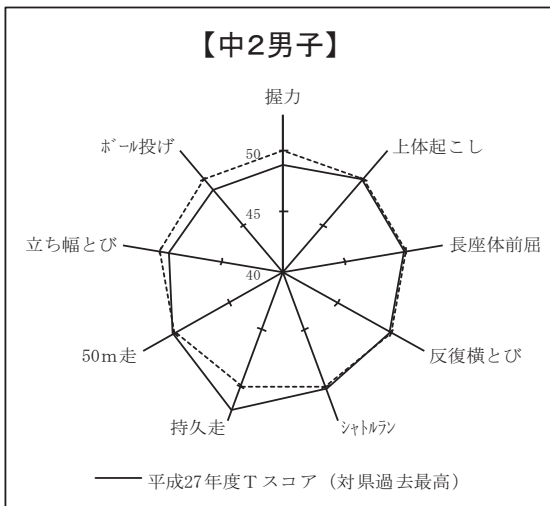 【中2男子】
握力
ﾎﾞｰﾙ投げ
上体起こし
50
立ち幅とび
45
長座体前屈
40
50m走
反復横とび
持久走
ｼｬﾄﾙﾗﾝ
平成27年度Tスコア(対県過去最高)